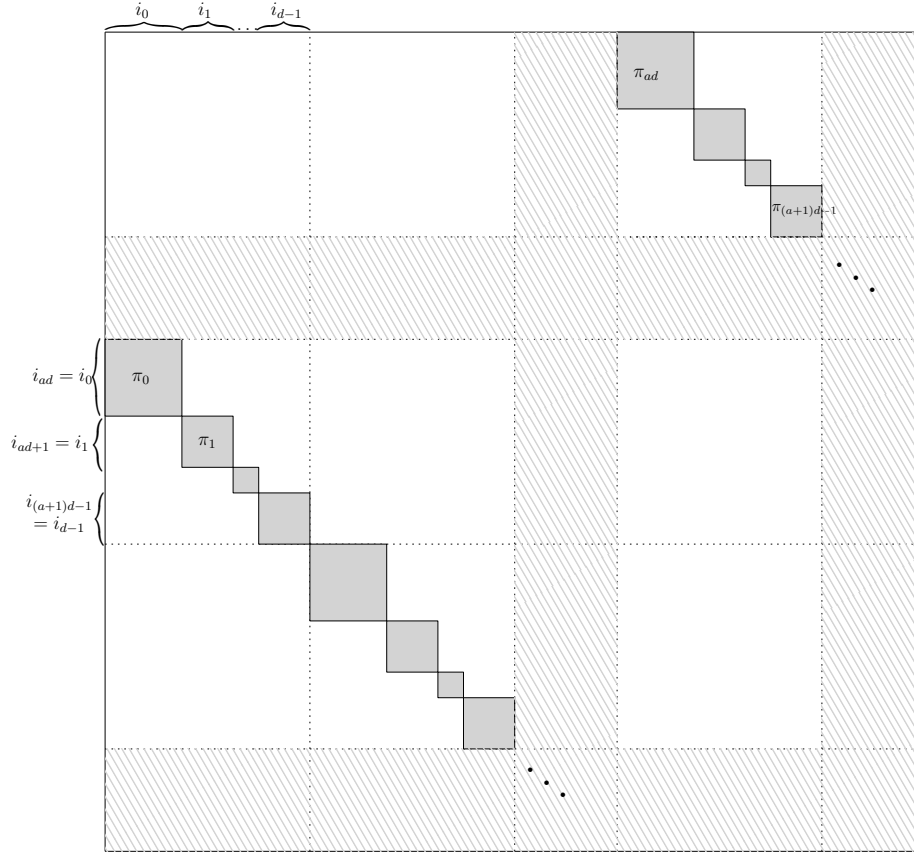 i_0 i_1 ... i_{d-1}
π_{ad}
π_{(a+1)d-1}
i_{ad} = i_0
π_0
i_{ad+1} = i_1
π_1
i_{(a+1)d-1}
= i_{d-1}